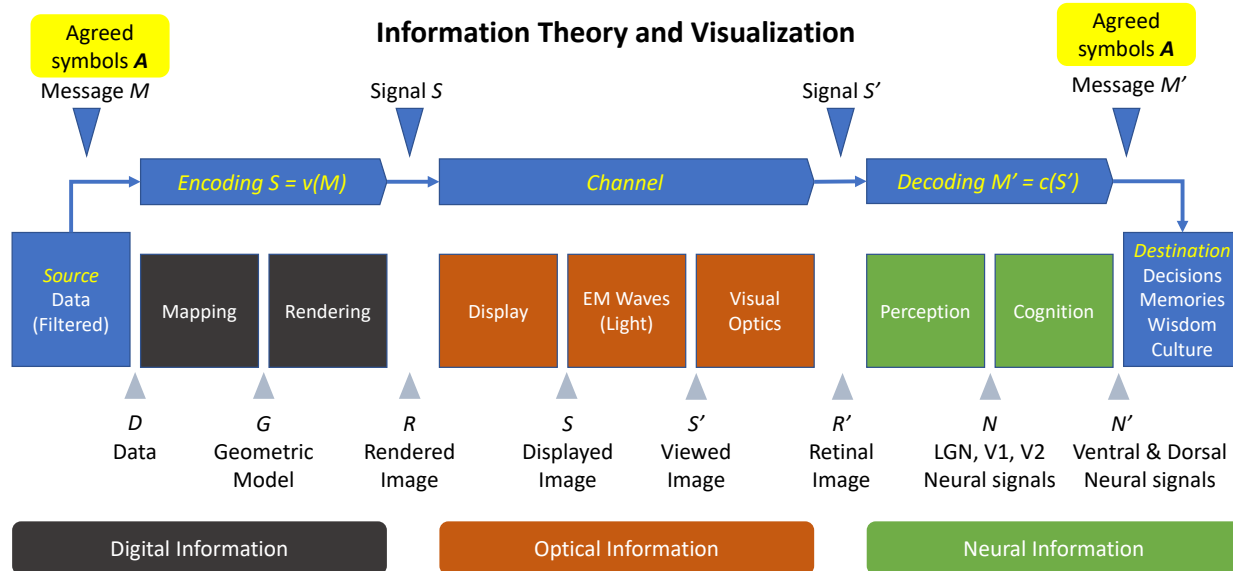 Information Theory and Visualization
Agreed
symbols A
Message M
Signal S
Signal S’
Agreed
symbols A
Message M’
Encoding S = v(M)
Channel
Decoding M’ = c(S’)
Source
Data
(Filtered)
Mapping
Rendering
Display
EM Waves
(Light)
Visual
Optics
Perception
Cognition
Destination
Decisions
Memories
Wisdom
Culture
D
Data
G
Geometric
Model
R
Rendered
Image
S
Displayed
Image
S’
Viewed
Image
R’
Retinal
Image
N
LGN, V1, V2
Neural signals
N’
Ventral & Dorsal
Neural signals
Digital Information
Optical Information
Neural Information